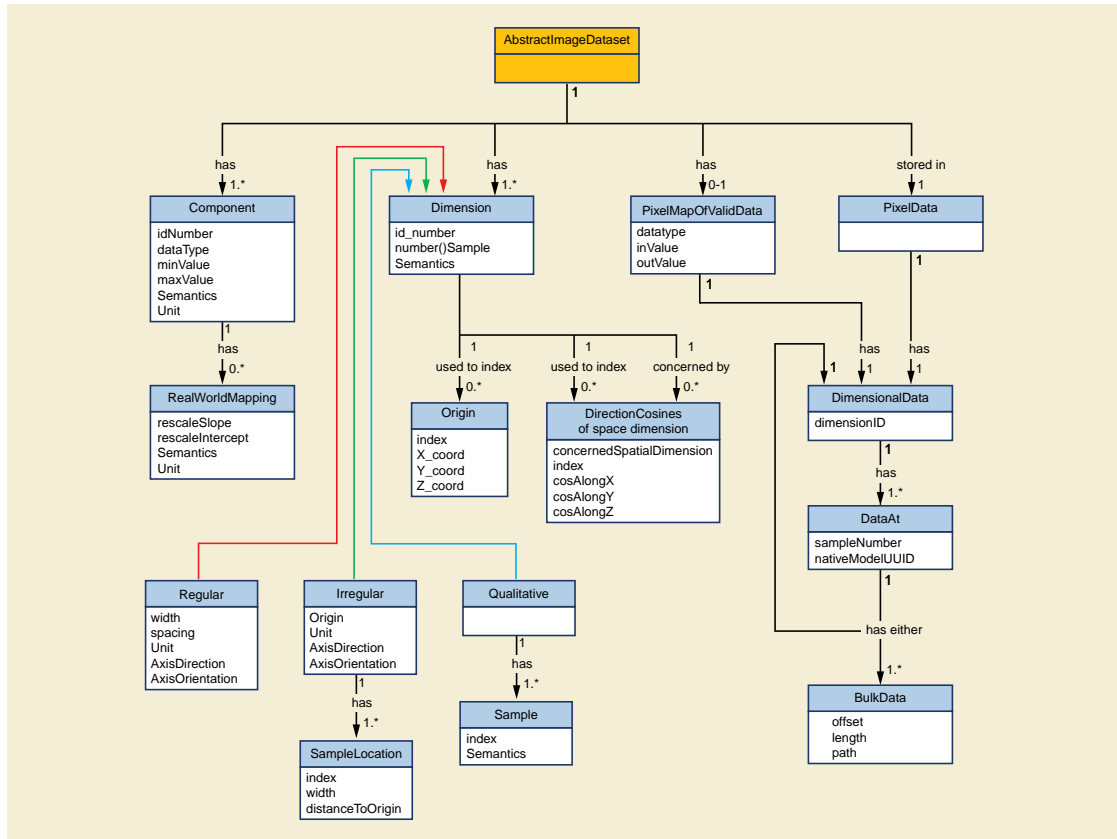 AbstractImageDataset
1
has
1.*
has
1.*
has
0-1
stored in
1
Component
idNumber
dataType
minValue
maxValue
Semantics
Unit
Dimension
id_number
number()Sample
Semantics
PixelMapOfValidData
datatype
inValue
outValue
PixelData
1
1
1
has
0.*
1
used to index
0.*
1
used to index
0.*
1
concerned by
0.*
1
has
1
has
1
RealWorldMapping
rescaleSlope
rescaleIntercept
Semantics
Unit
Origin
index
X_coord
Y_coord
Z_coord
DirectionCosines
of space dimension
concernedSpatialDimension
index
cosAlongX
cosAlongY
cosAlongZ
DimensionalData
dimensionID
1
has
1.*
DataAt
sampleNumber
nativeModelUUID
1
has either
1.*
BulkData
offset
length
path
Regular
width
spacing
Unit
AxisDirection
AxisOrientation
Irregular
Origin
Unit
AxisDirection
AxisOrientation
1
has
1.*
SampleLocation
index
width
distanceToOrigin
Qualitative
1
has
1.*
Sample
index
Semantics